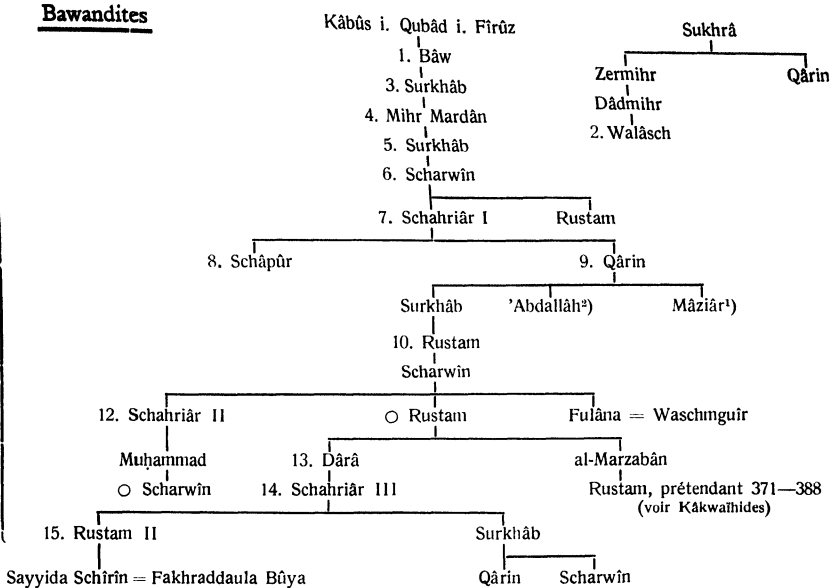 Bawandites
Kâbûs i. Qubâd i. Fîrûz
Sukhrâ
1. Bâw
Zermihr Qârin
3. Surkhâb
Dâdmihr
4. Mihr Mardân
2. Walâsch
5. Surkhâb
6. Scharwîn
7. Schahriâr I Rustam
8. Schâpûr 9. Qârin
Surkhâb 'Abdallâh²) Mâziâr¹)
10. Rustam
Scharwîn
12. Schahriâr II ○ Rustam Fulâna = Waschmguîr
Muḥammad 13. Dârâ al-Marzabân
○ Scharwîn 14. Schahriâr III Rustam, prétendant 371—388
(voir Kâkwaïhides)
15. Rustam II Surkhâb
Sayyida Schîrîn = Fakhraddaula Bûya Qârin Scharwîn